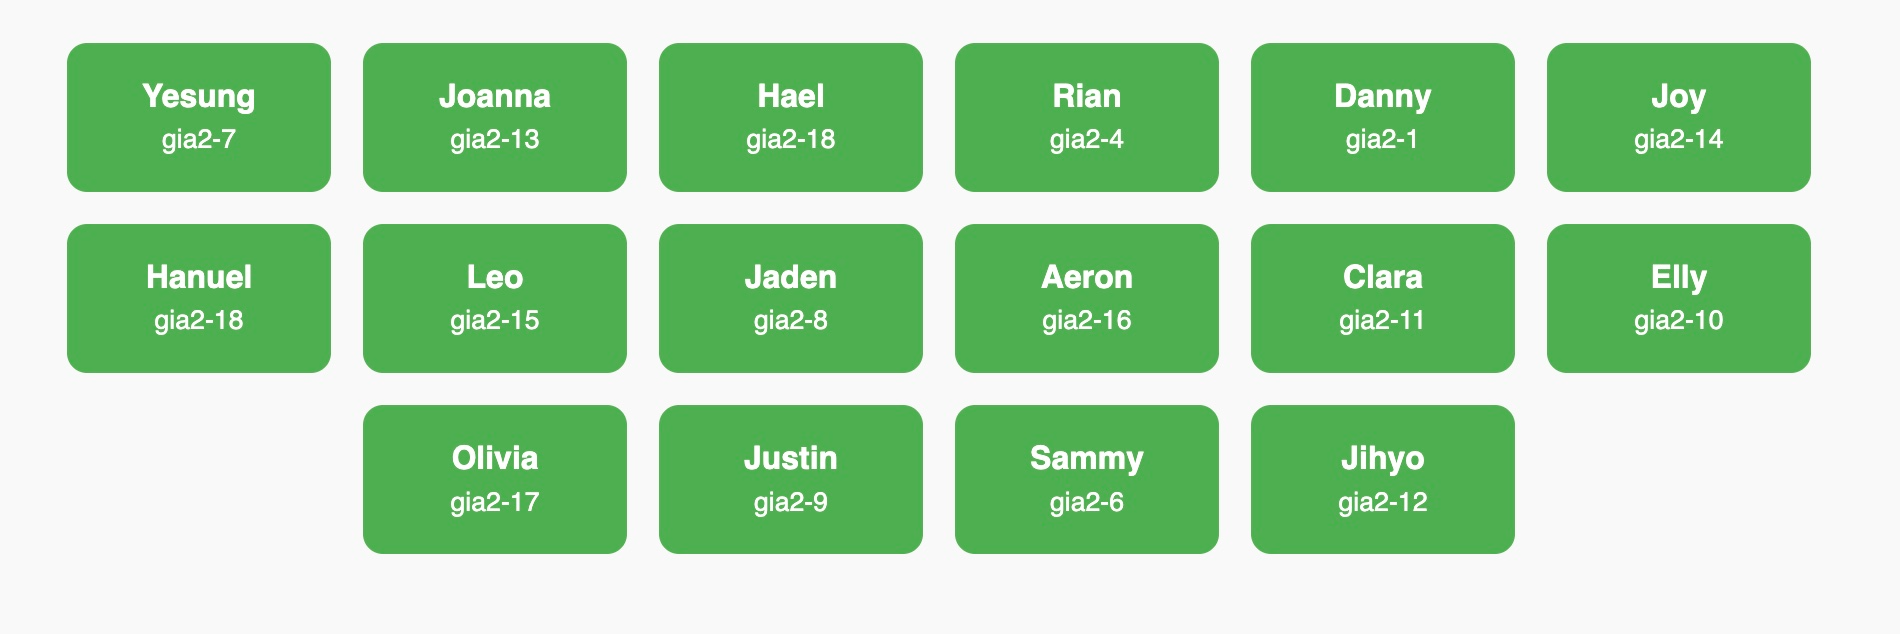 Yesung
gia2-7
Joanna
gia2-13
Hael
gia2-18
Rian
gia2-4
Danny
gia2-1
Joy
gia2-14
Hanuel
gia2-18
Leo
gia2-15
Jaden
gia2-8
Aeron
gia2-16
Clara
gia2-11
Elly
gia2-10
Olivia
gia2-17
Justin
gia2-9
Sammy
gia2-6
Jihyo
gia2-12